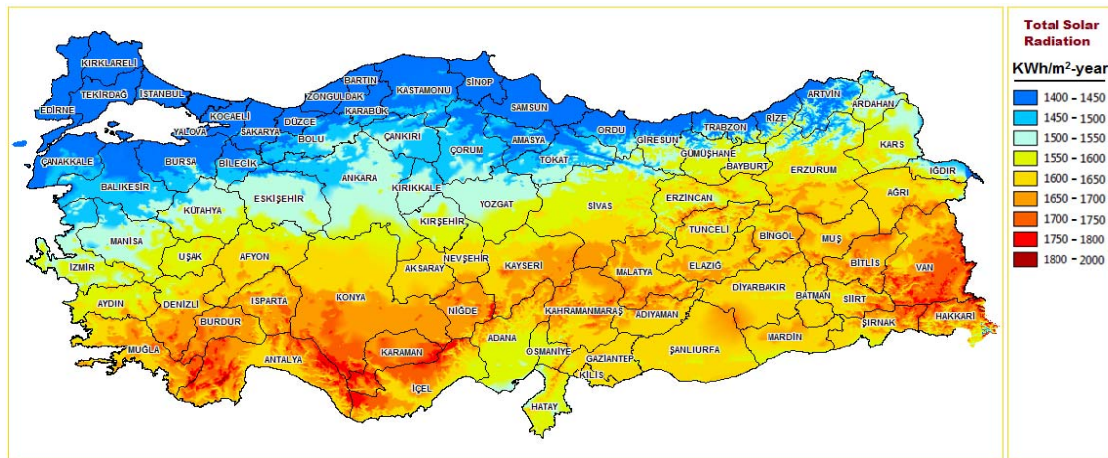 Total Solar
Radiation
KWh/m²-year
1400 - 1450
1450 - 1500
1500 - 1550
1550 - 1600
1600 - 1650
1650 - 1700
1700 - 1750
1750 - 1800
1800 - 2000
KIRKLARELİ
TEKİRDAĞ
İSTANBUL
EDİRNE
KOCAELİ
YALOVA
SAKARYA
DÜZCE
BOLU
ZONGULDAK
BARTIN
KARABÜK
KASTAMONU
SİNOP
SAMSUN
ÇANKIRI
ÇORUM
AMASYA
TOKAT
ORDU
GİRESUN
TRABZON
RİZE
ARTVİN
ARDAHAN
GÜMÜŞHANE
BAYBURT
KARS
IĞDIR
ÇANAKKALE
BURSA
BİLECİK
BALIKESİR
ANKARA
KIRIKKALE
ESKİŞEHİR
KÜTAHYA
YOZGAT
SİVAS
ERZİNCAN
ERZURUM
AĞRI
MANİSA
UŞAK
AFYON
KIRŞEHİR
NEVŞEHİR
AKSARAY
KAYSERİ
TUNCELİ
BİNGÖL
MUŞ
İZMİR
AYDIN
DENİZLİ
ISPARTA
BURDUR
KONYA
NİĞDE
MALATYA
ELAZIĞ
BİTLİS
VAN
DİYARBAKIR
BATMAN
SİİRT
KAHRAMANMARAŞ
ADIYAMAN
MUĞLA
ANTALYA
KARAMAN
İÇEL
ADANA
OSMANİYE
GAZİANTEP
KİLİS
ŞANLIURFA
MARDİN
ŞIRNAK
HAKKARİ
HATAY